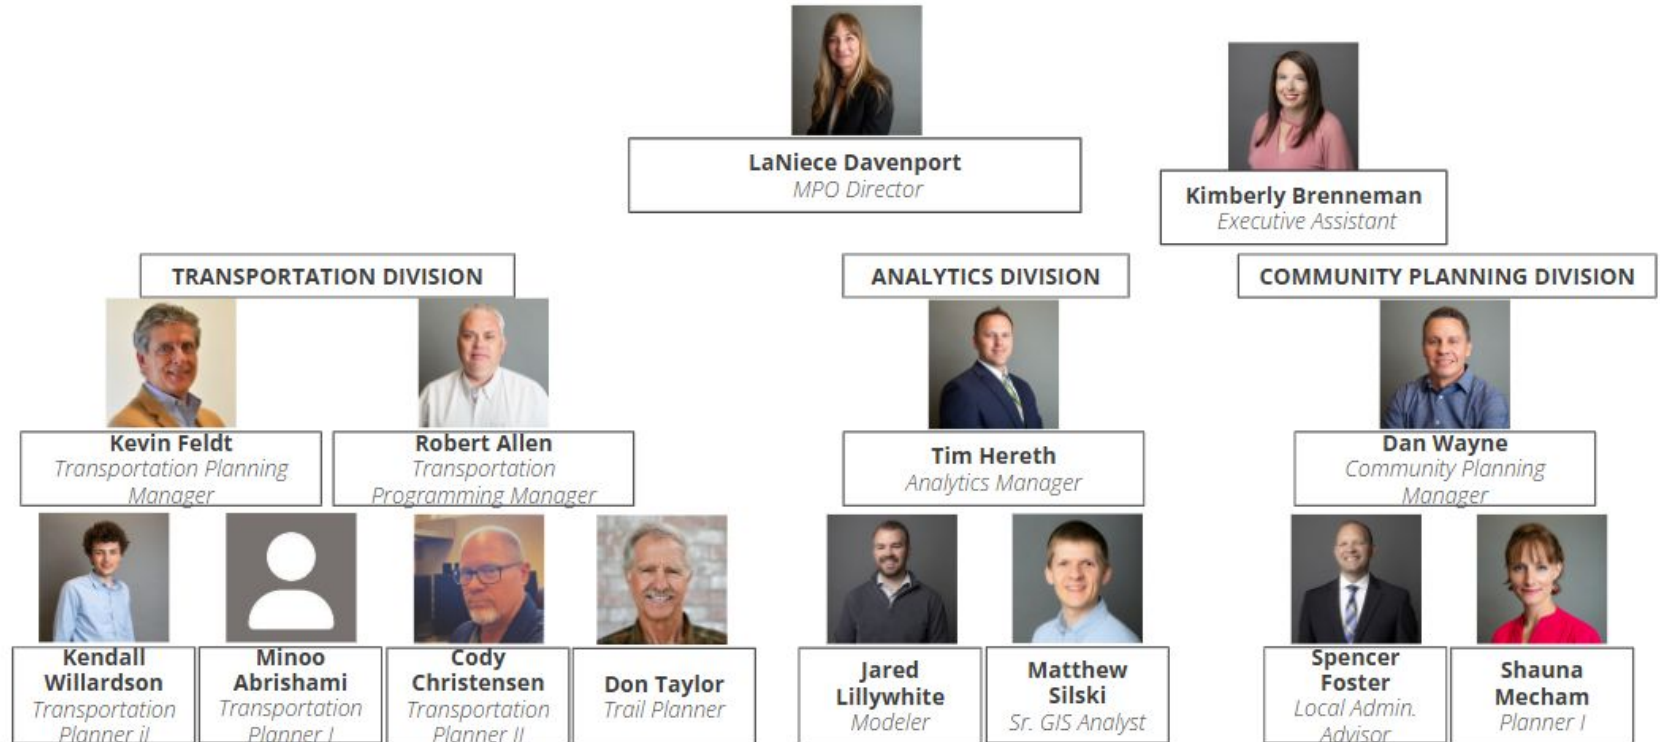 LaNiece Davenport
MPO Director
Kimberly Brenneman
Executive Assistant
TRANSPORTATION DIVISION
ANALYTICS DIVISION
COMMUNITY PLANNING DIVISION
Kevin Feldt
Transportation Planning
Manager
Robert Allen
Transportation
Programming Manager
Tim Hereth
Analytics Manager
Dan Wayne
Community Planning
Manager
Kendall
Willardson
Transportation
Planner iI
Minoo
Abrishami
Transportation
Planner I
Cody
Christensen
Transportation
Planner II
Don Taylor
Trail Planner
Jared
Lillywhite
Modeler
Matthew
Silski
Sr. GIS Analyst
Spencer
Foster
Local Admin.
Advisor
Shauna
Mecham
Planner I